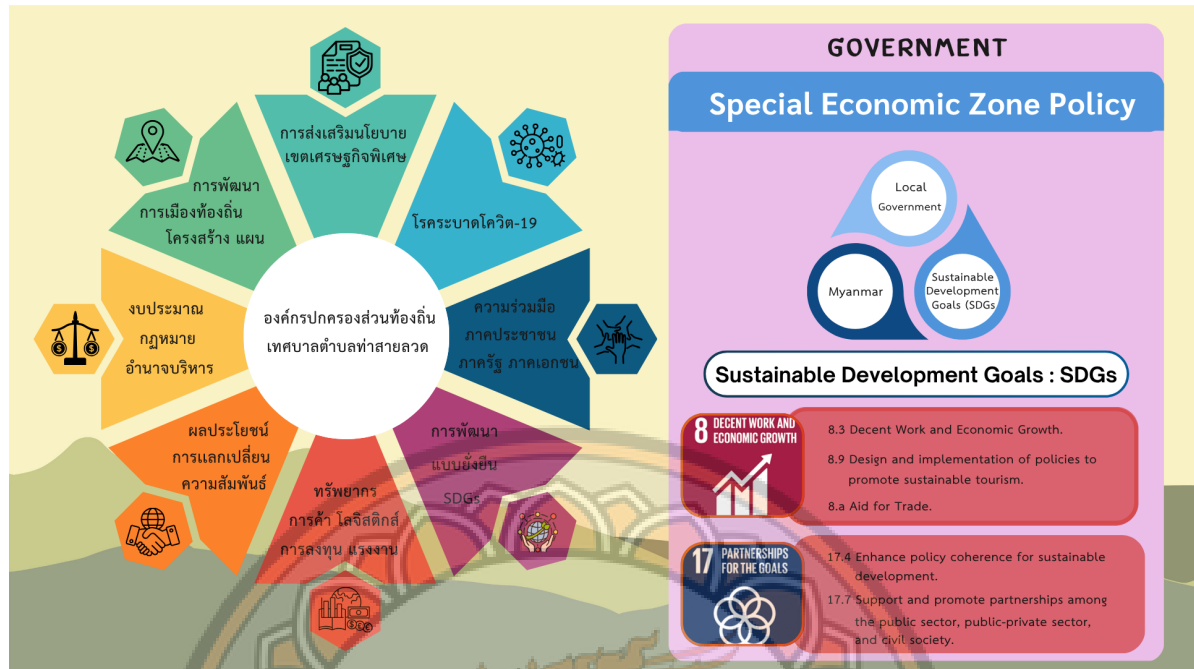 การส่งเสริมนโยบาย
เขตเศรษฐกิจพิเศษ
โรคระบาดโควิต-19
ความร่วมมือ
ภาคประชาชน
ภาครัฐ ภาคเอกชน
การพัฒนา
แบบยั่งยืน
SDGs
ทรัพยากร
การค้า โลจิสติกส์
การลงทุน แรงงาน
ผลประโยชน์
การแลกเปลี่ยน
ความสัมพันธ์
งบประมาณ
กฏหมาย
อำนาจบริหาร
การพัฒนา
การเมืองท้องถิ่น
โครงสร้าง แผน
องค์กรปกครองส่วนท้องถิ่น
เทศบาลตำบลท่าสายลวด
GOVERNMENT
Special Economic Zone Policy
Local
Government
Myanmar
Sustainable
Development
Goals (SDGs
Sustainable Development Goals : SDGs
8 DECENT WORK AND
ECONOMIC GROWTH
8.3 Decent Work and Economic Growth.
8.9 Design and implementation of policies to
promote sustainable tourism.
8.a Aid for Trade.
17 PARTNERSHIPS
FOR THE GOALS
17.4 Enhance policy coherence for sustainable
development.
17.7 Support and promote partnerships among
the public sector, public-private sector,
and civil society.